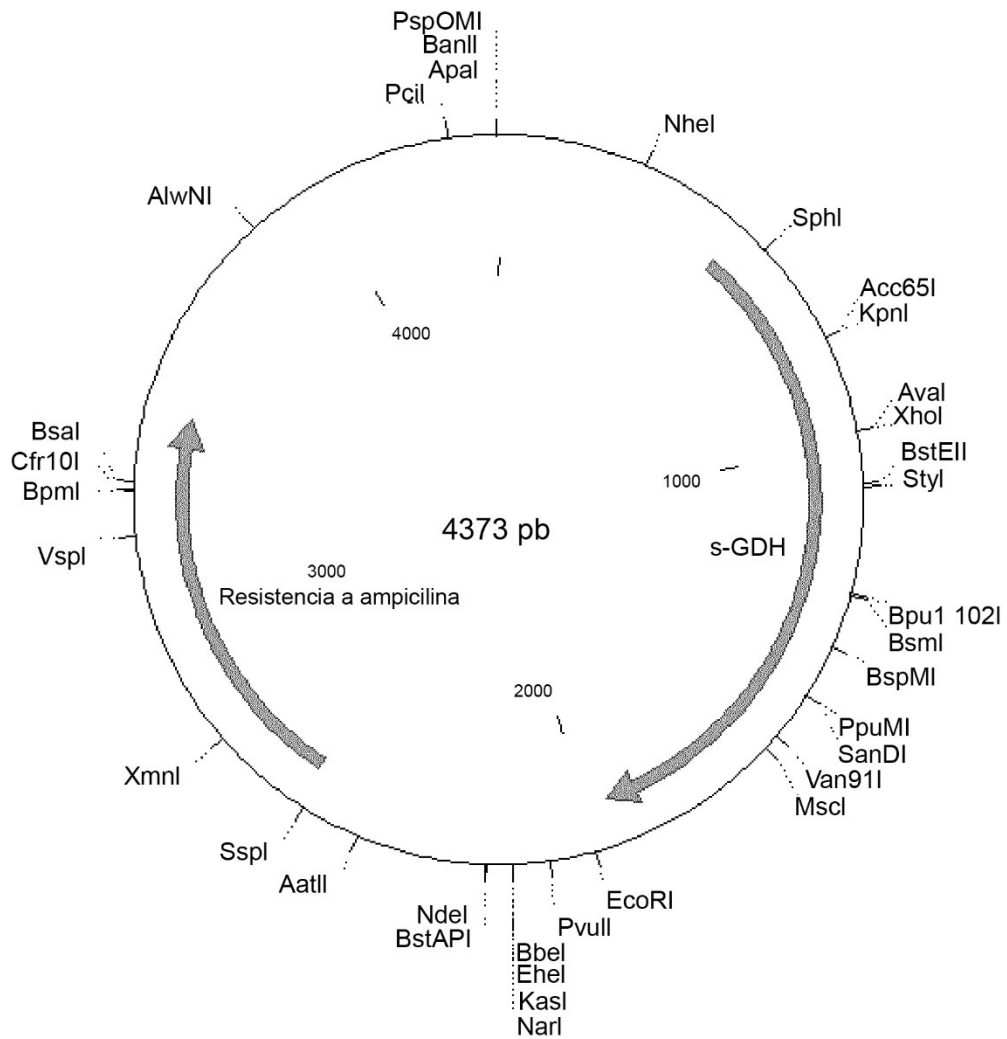 PspOMI
BanII
ApaI
PciI
NheI
AlwNI
SphI
Acc65I
KpnI
4000
AvaI
XhoI
BsaI
BstEII
Cfr10I
StyI
BpmI
1000
4373 pb
VspI
s-GDH
3000
Resistencia a ampicilina
Bpu1 102I
BsmI
BspMI
2000
PpuMI
SanDI
XmnI
Van91I
MscI
SspI
AatII
EcoRI
NdeI
PvuII
BstAPI
BbeI
EheI
KasI
NarI